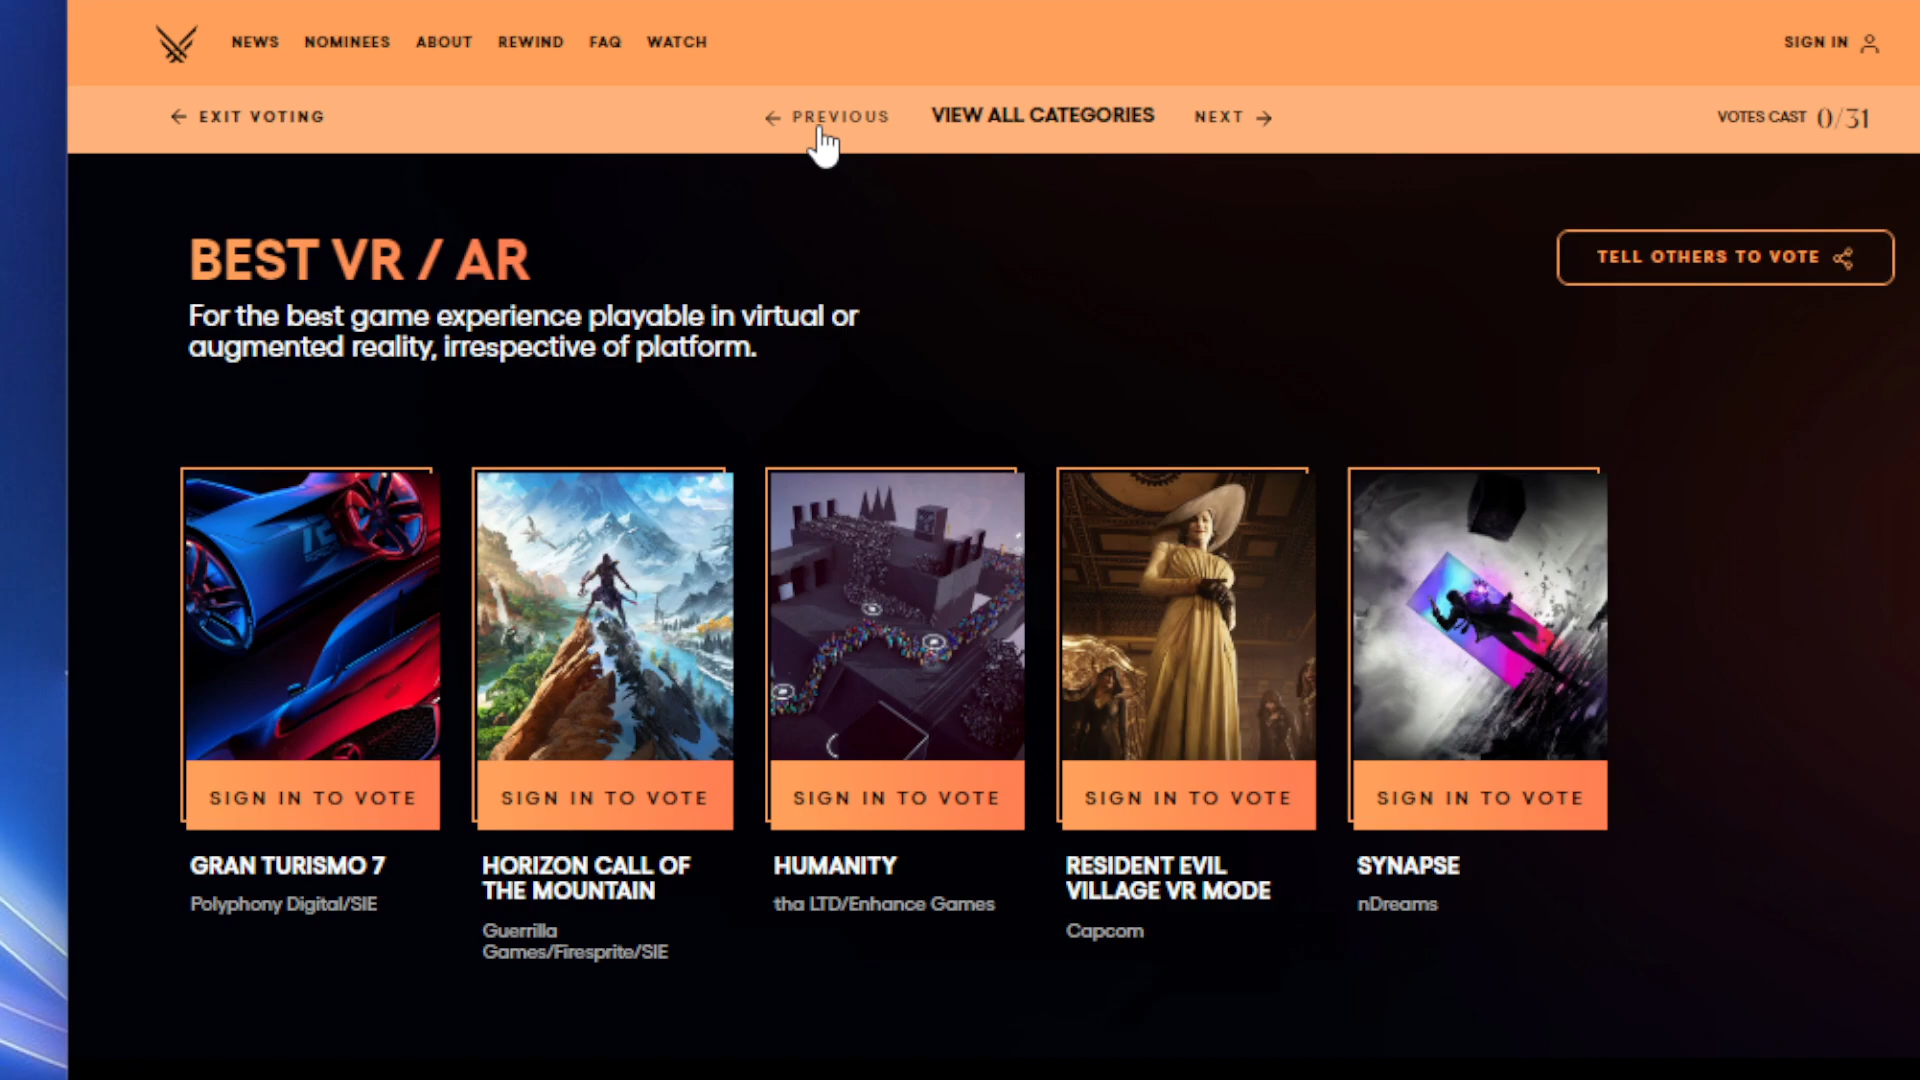 NEWS NOMINEES ABOUT REWIND FAQ WATCH SIGN IN
← EXIT VOTING ← PREVIOUS VIEW ALL CATEGORIES NEXT → VOTES CAST 0/31
BEST VR / AR
TELL OTHERS TO VOTE
For the best game experience playable in virtual or
augmented reality, irrespective of platform.
SIGN IN TO VOTE SIGN IN TO VOTE SIGN IN TO VOTE SIGN IN TO VOTE SIGN IN TO VOTE
GRAN TURISMO 7
Polyphony Digital/SIE
HORIZON CALL OF
THE MOUNTAIN
Guerrilla
Games/Firesprite/SIE
HUMANITY
tha LTD/Enhance Games
RESIDENT EVIL
VILLAGE VR MODE
Capcom
SYNAPSE
nDreams